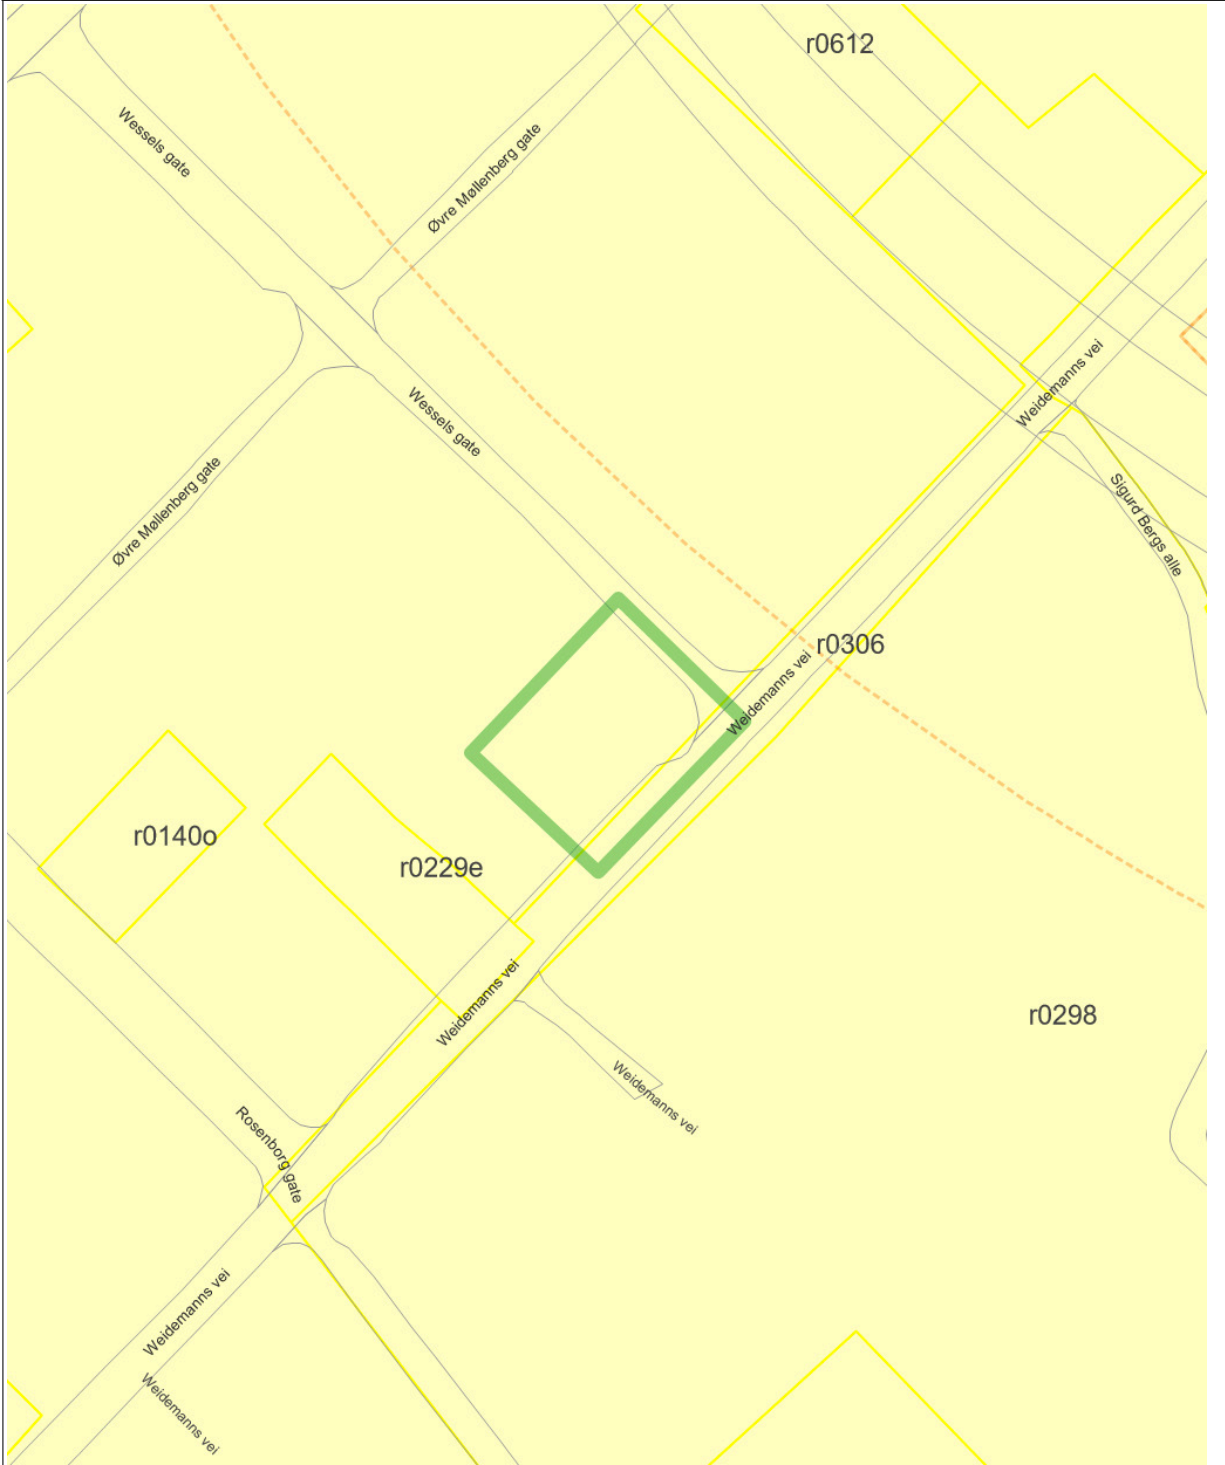 r0612
Wessels gate
Øvre Møllenberg gate
Weidemanns vei
Wessels gate
Øvre Møllenberg gate
Sigurd Bergs alle
r0306
Weidemanns vei
r0140o
r0229e
Weidemanns vei
r0298
Weidemanns vei
Rosenborg gate
Weidemanns vei
Weidemanns vei